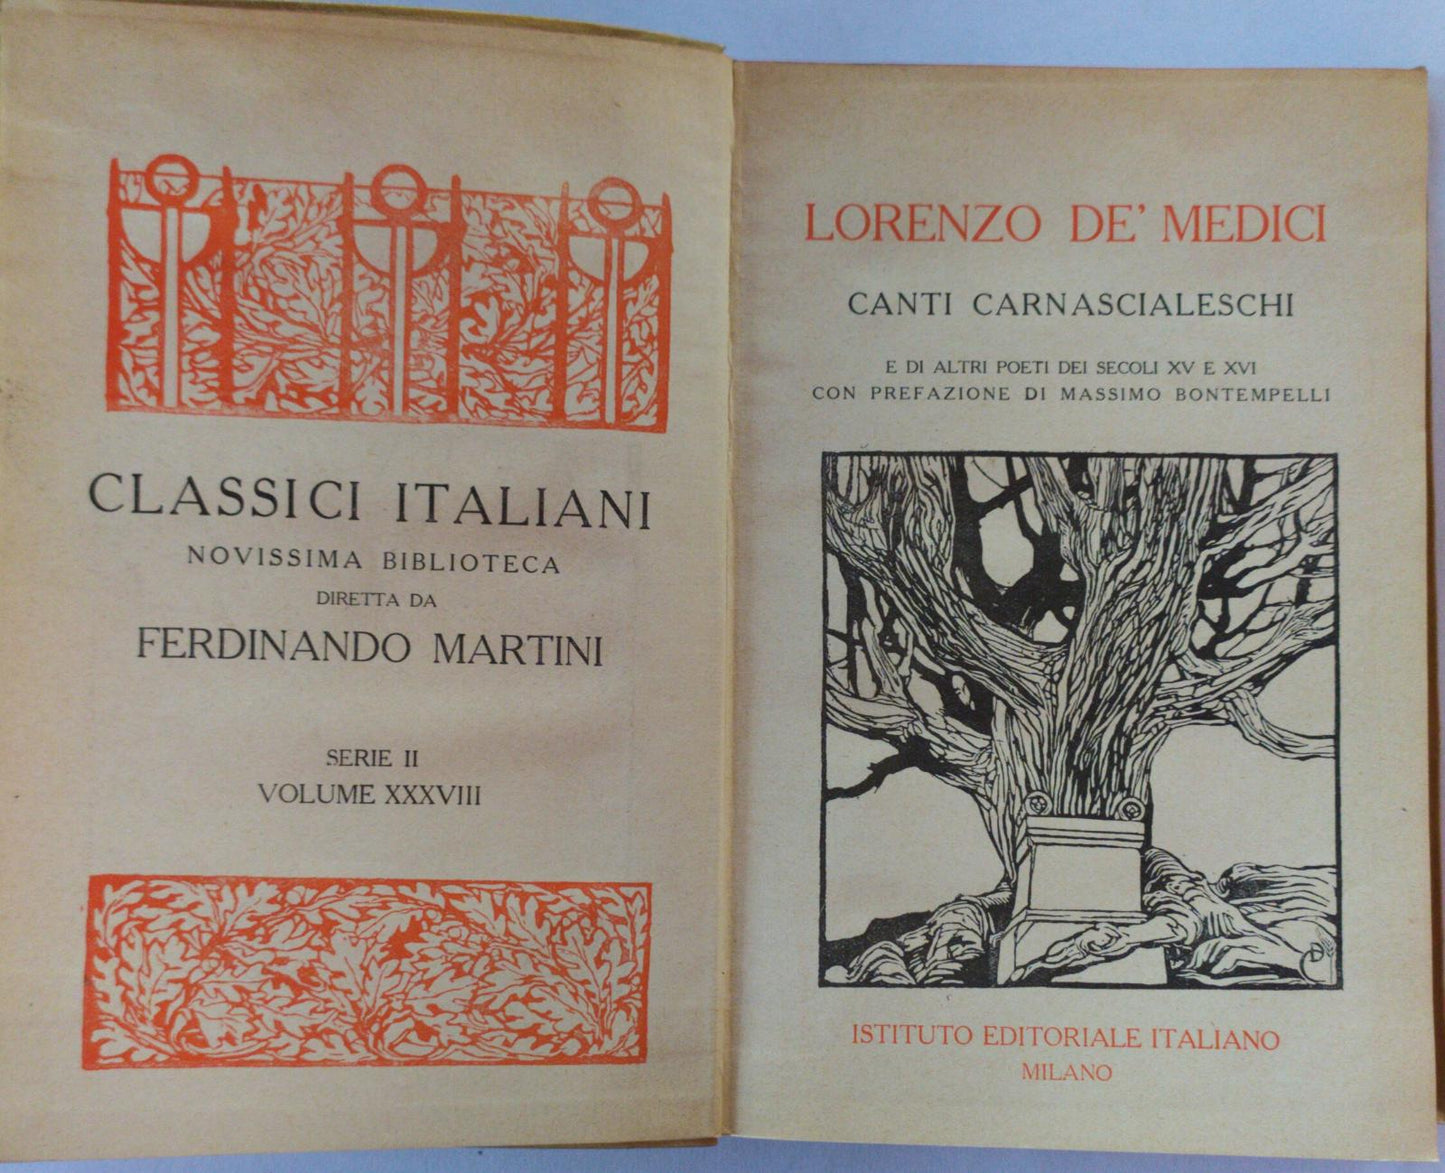 CLASSICI ITALIANI
NOVISSIMA BIBLIOTECA
DIRETTA DA
FERDINANDO MARTINI
SERIE II
VOLUME XXXVIII
LORENZO DE' MEDICI
CANTI CARNASCIALESCHI
E DI ALTRI POETI DEI SECOLI XV E XVI
CON PREFAZIONE DI MASSIMO BONTEMPELLI
ISTITUTO EDITORIALE ITALIANO
MILANO